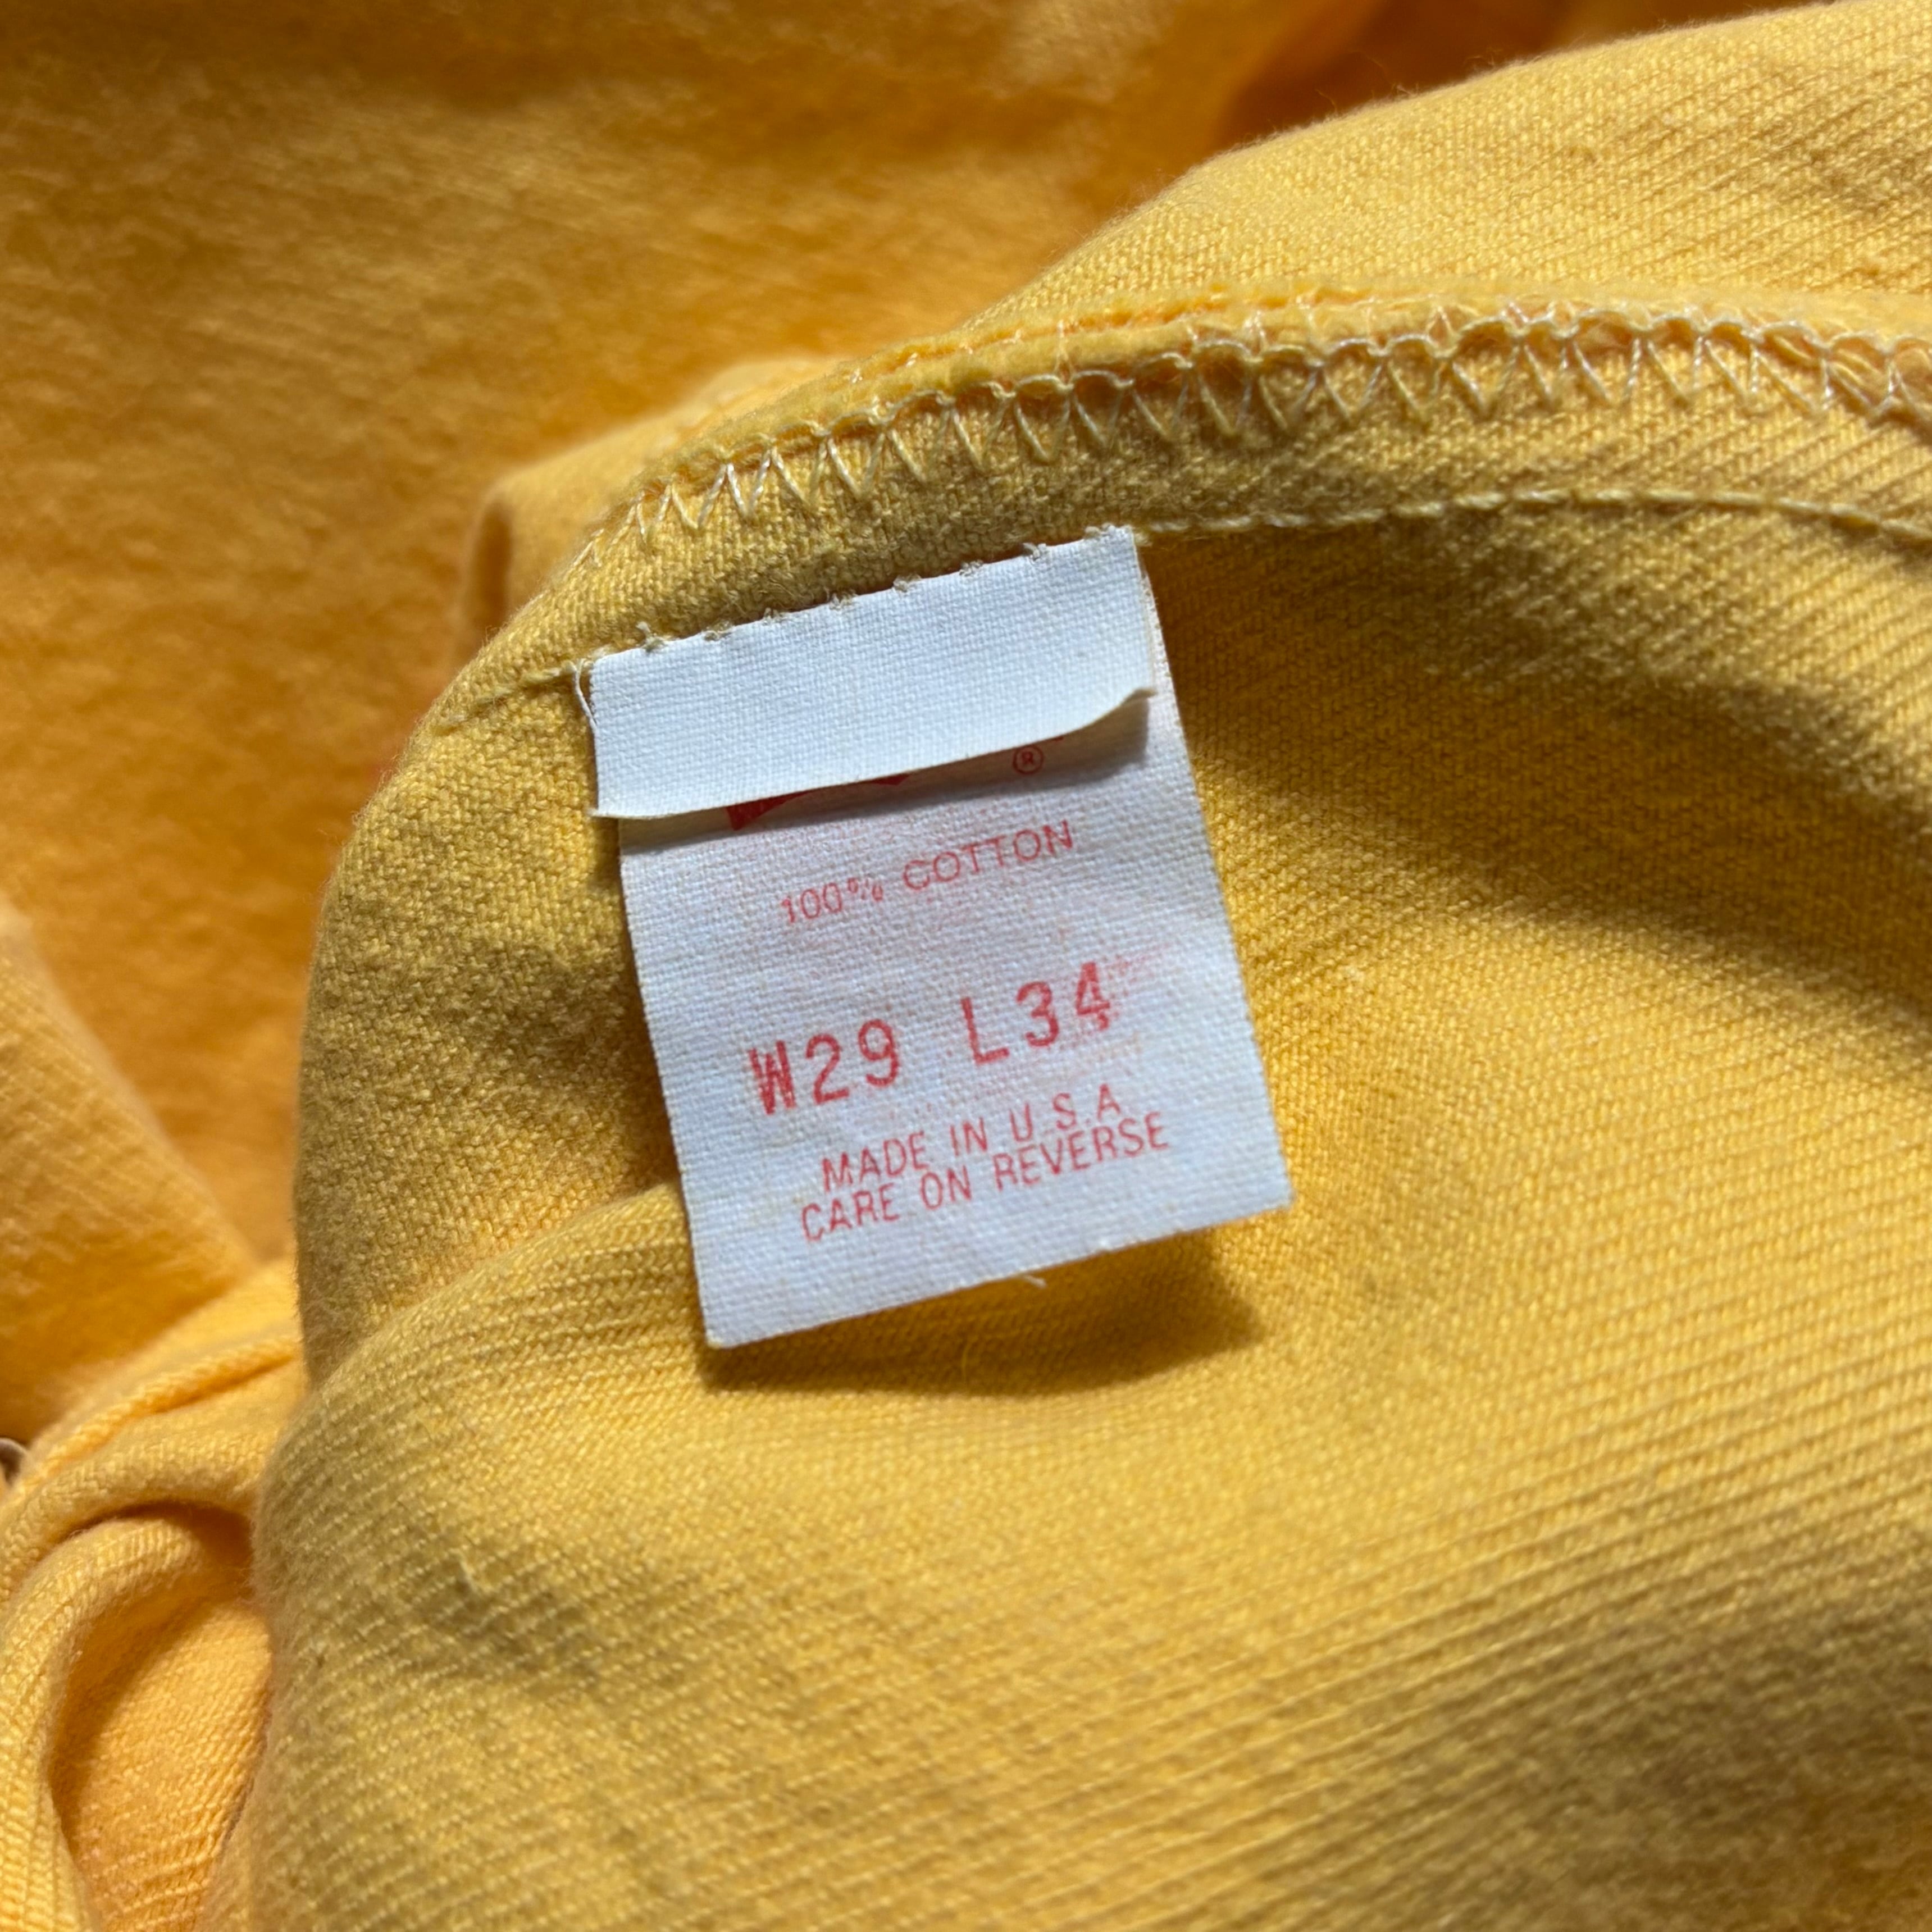 ®
100% COTTON
W29 L34
MADE IN U.S.A
CARE ON REVERSE